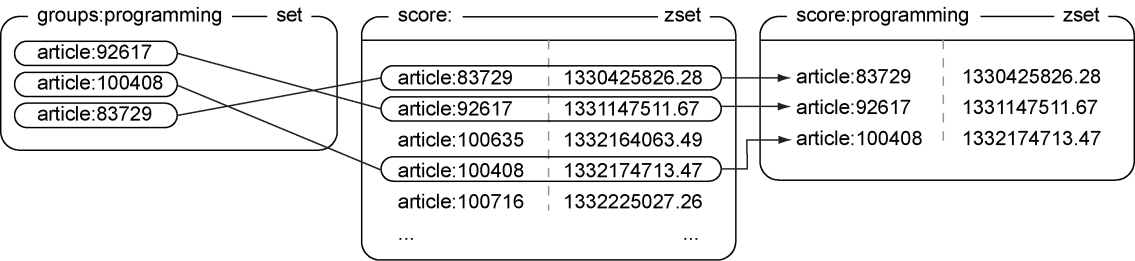 groups:programming set
article:92617
article:100408
article:83729
score: zset
article:83729 1330425826.28
article:92617 1331147511.67
article:100635 1332164063.49
article:100408 1332174713.47
article:100716 1332225027.26
... ...
score:programming zset
article:83729 1330425826.28
article:92617 1331147511.67
article:100408 1332174713.47